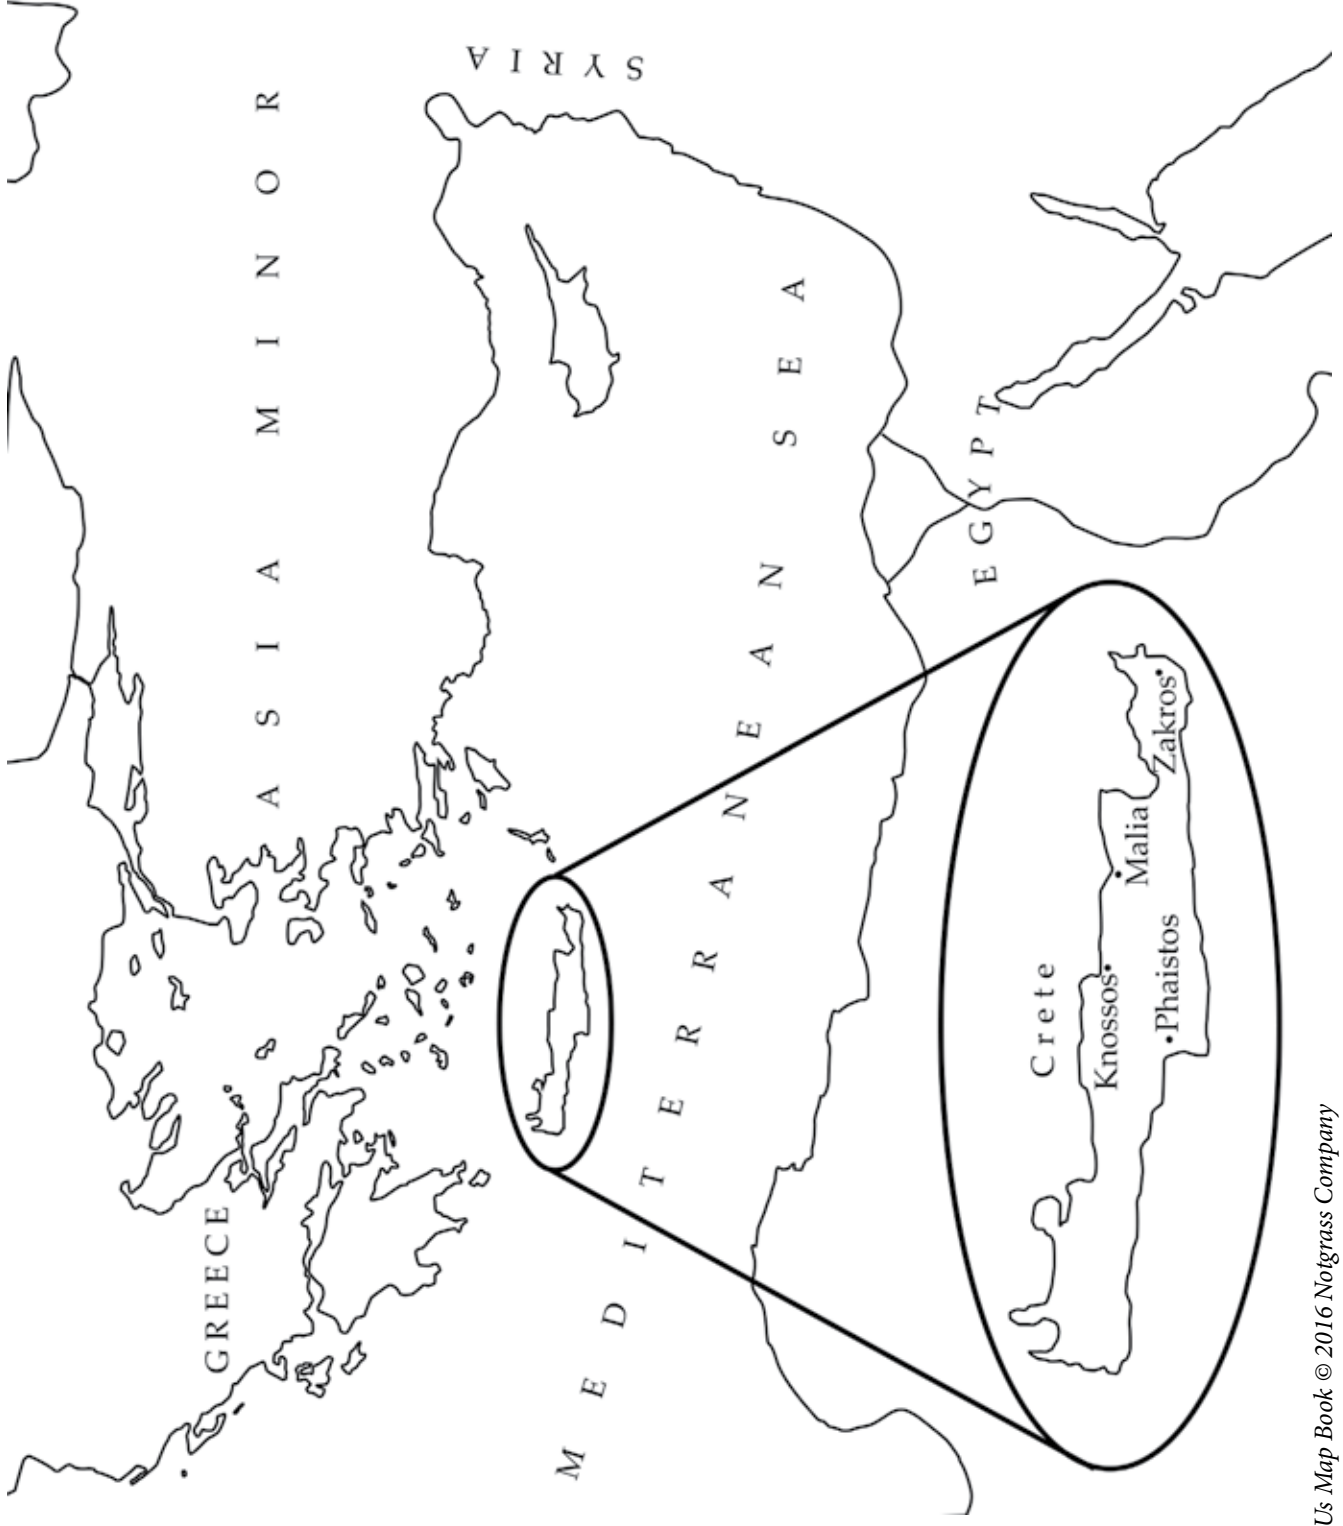 ASIA MINOR
SYRIA
GREECE
MEDITERRANEAN SEA
EGYPT
Crete
Knossos
Malia
Zakros
Phaistos
Us Map Book © 2016 Notgrass Company